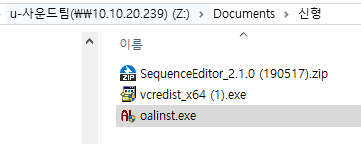 u-사운드팀(₩₩10.10.20.239) (Z:) > Documents > 신형
이름
SequenceEditor_2.1.0 (190517).zip
vcredist_x64 (1).exe
oalinst.exe